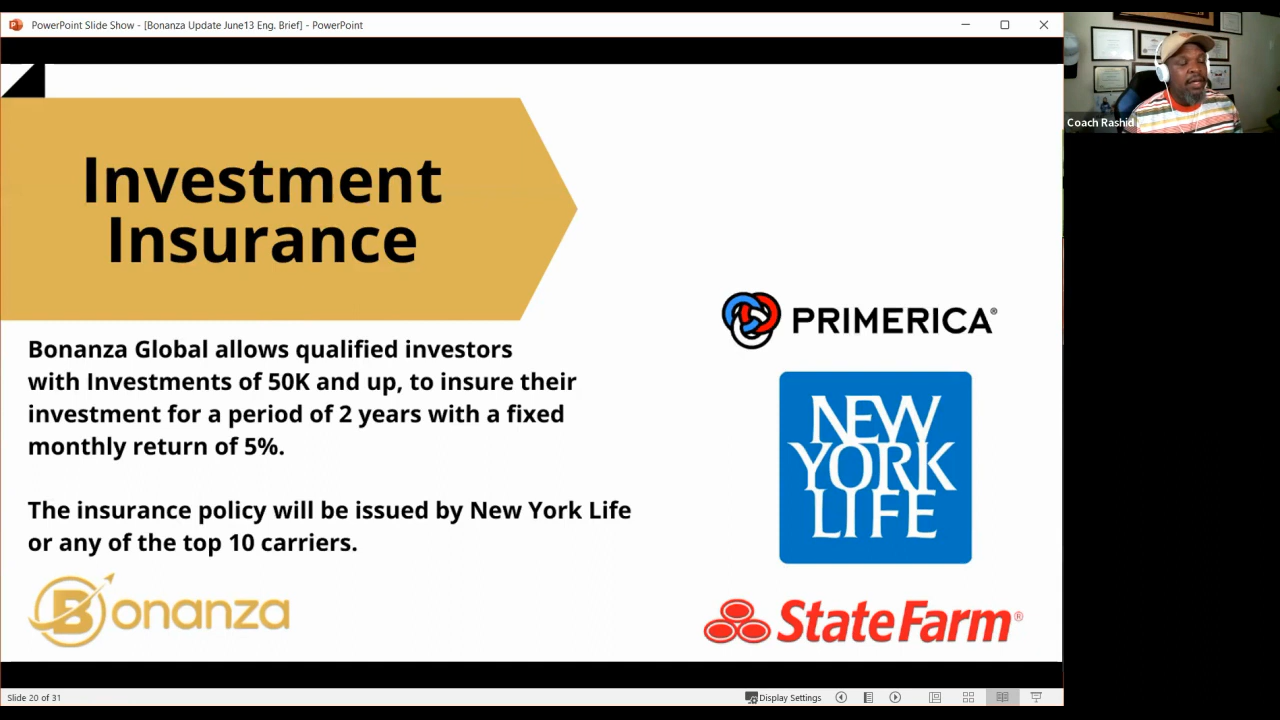 PowerPoint Slide Show - [Bonanza Update June13 Eng. Brief] - PowerPoint
Investment
Insurance
Bonanza Global allows qualified investors
with Investments of 50K and up, to insure their
investment for a period of 2 years with a fixed
monthly return of 5%.
The insurance policy will be issued by New York Life
or any of the top 10 carriers.
Bonanza
PRIMERICA®
NEW
YORK
LIFE
State Farm®
Coach Rashid
Slide 20 of 31
Display Settings